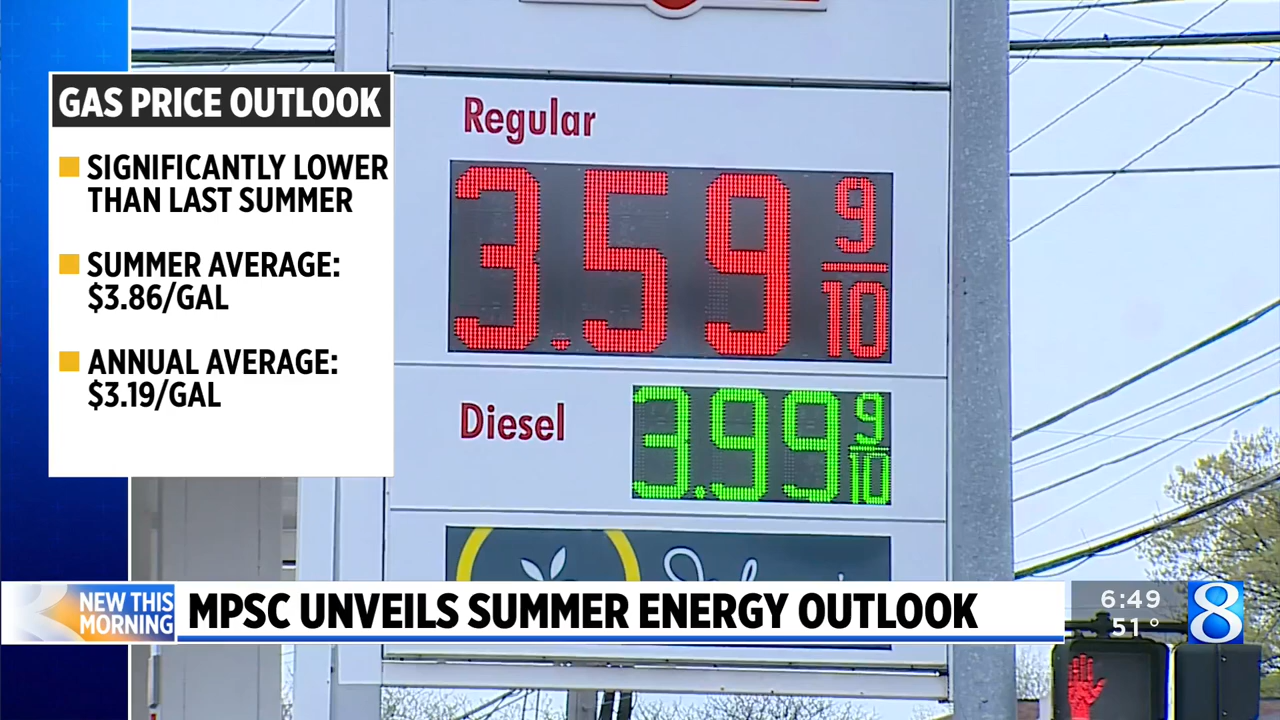 GAS PRICE OUTLOOK
SIGNIFICANTLY LOWER
THAN LAST SUMMER
SUMMER AVERAGE:
$3.86/GAL
ANNUAL AVERAGE:
$3.19/GAL
Regular
3.59 9/10
Diesel
3.99 9/10
NEW THIS
MORNING
MPSC UNVEILS SUMMER ENERGY OUTLOOK
6:49
51°
8